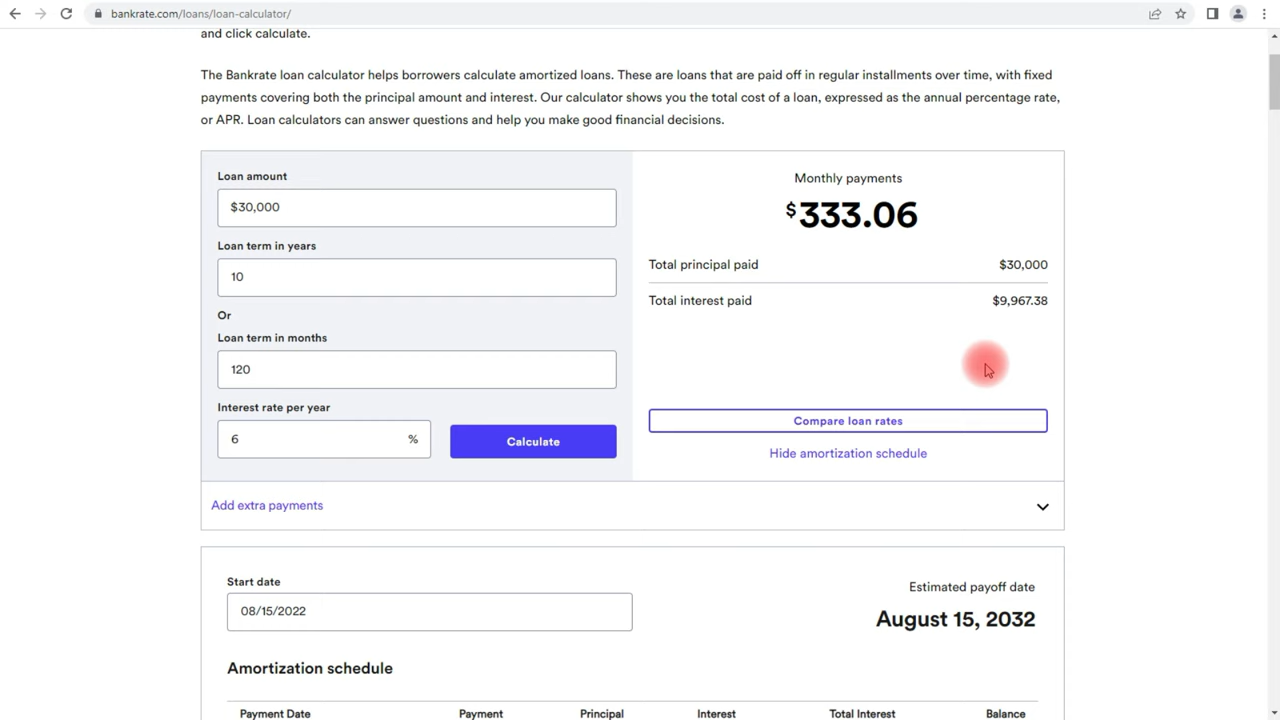 bankrate.com/loans/loan-calculator/
and click calculate.
The Bankrate loan calculator helps borrowers calculate amortized loans. These are loans that are paid off in regular installments over time, with fixed
payments covering both the principal amount and interest. Our calculator shows you the total cost of a loan, expressed as the annual percentage rate,
or APR. Loan calculators can answer questions and help you make good financial decisions.
Loan amount
$30,000
Loan term in years
10
Or
Loan term in months
120
Interest rate per year
6 %
Calculate
Monthly payments
$333.06
Total principal paid $30,000
Total interest paid $9,967.38
Compare loan rates
Hide amortization schedule
Add extra payments
Start date
08/15/2022
Estimated payoff date
August 15, 2032
Amortization schedule
Payment Date Payment Principal Interest Total Interest Balance